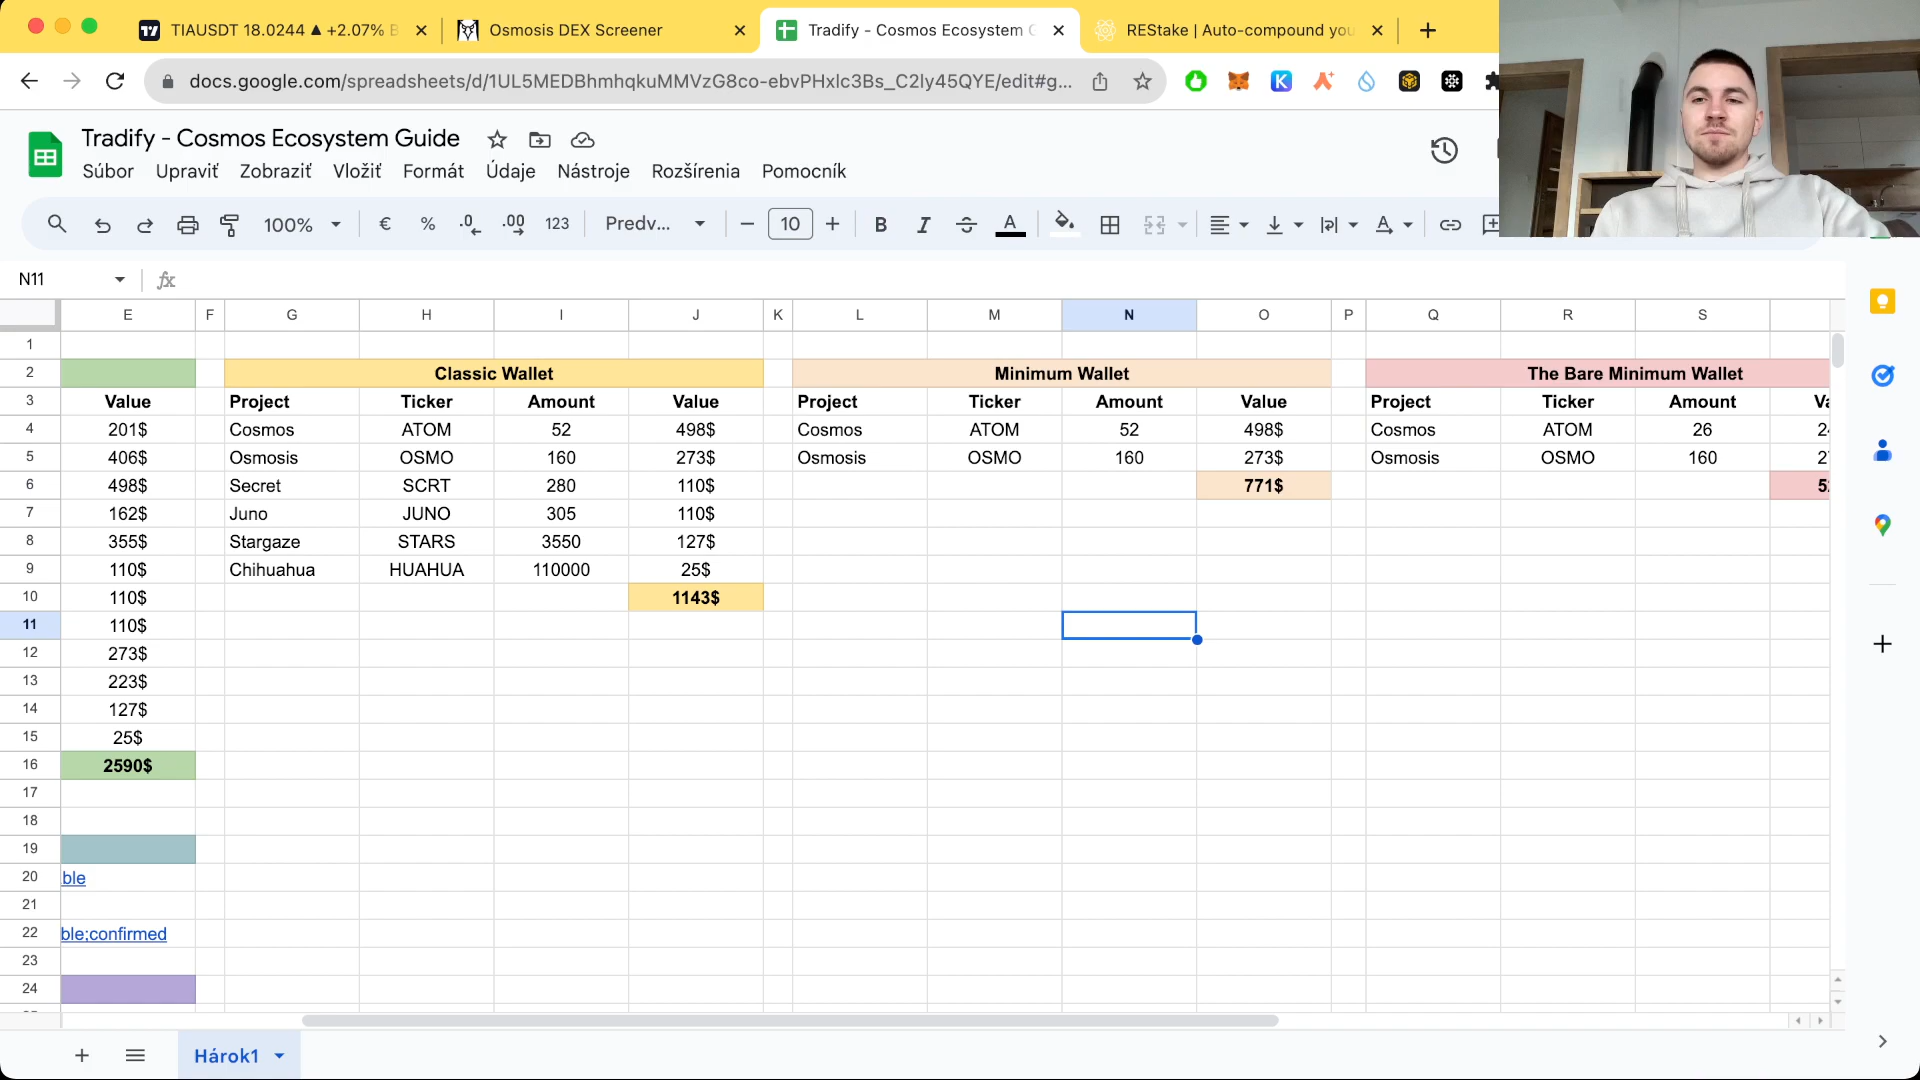 TIAUSDT 18.0244 ▲ +2.07%
Osmosis DEX Screener
Tradify - Cosmos Ecosystem
REStake | Auto-compound you
docs.google.com/spreadsheets/d/1UL5MEDBhmhqkuMMVzG8co-ebvPHxlc3Bs_C2ly45QYE/edit#g...
Tradify - Cosmos Ecosystem Guide
Súbor Upraviť Zobraziť Vložiť Formát Údaje Nástroje Rozšírenia Pomocník
100% € % .0 .00 123 Predv... 10 B I A
N11 fx
E F G H I J K L M N O P Q R S
1
2 Classic Wallet Minimum Wallet The Bare Minimum Wallet
3 Value Project Ticker Amount Value Project Ticker Amount Value Project Ticker Amount
4 201$ Cosmos ATOM 52 498$ Cosmos ATOM 52 498$ Cosmos ATOM 26
5 406$ Osmosis OSMO 160 273$ Osmosis OSMO 160 273$ Osmosis OSMO 160
6 498$ Secret SCRT 280 110$ 771$
7 162$ Juno JUNO 305 110$
8 355$ Stargaze STARS 3550 127$
9 110$ Chihuahua HUAHUA 110000 25$
10 110$ 1143$
11 110$
12 273$
13 223$
14 127$
15 25$
16 2590$
17
18
19
20 ble
21
22 ble;confirmed
23
24
Hárok1